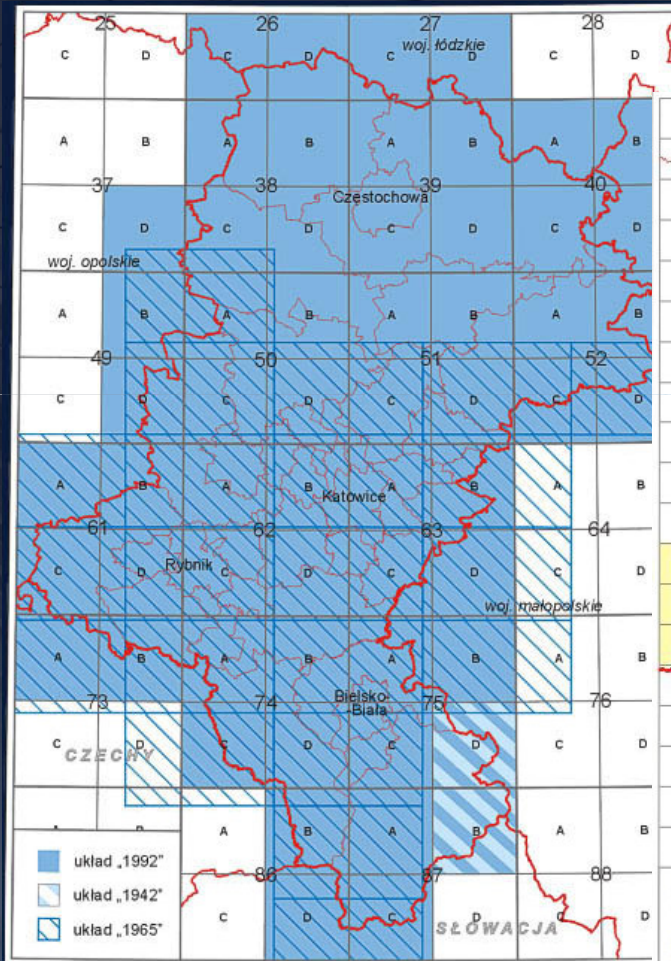 25 26 27 28
woj. łódzkie
C D A C D C D C D
A B A B A B A B
37 38 39 40
Częstochowa
C D C D C D C D
woj. opolskie
A B A B A B A B
49 50 51 52
C D C D C D C D
A B A B A B A B
Katowice
61 62 63 64
Rybnik
C D C D C D C D
woj. małopolskie
A B A B A B A B
Bielsko-
73 74 75 76
-Biała
C D C D C D C D
CZECHY
A B A B A B
układ „1992"
86 87 88
układ „1942"
C D C D C D
układ „1965"
SŁOWACJA